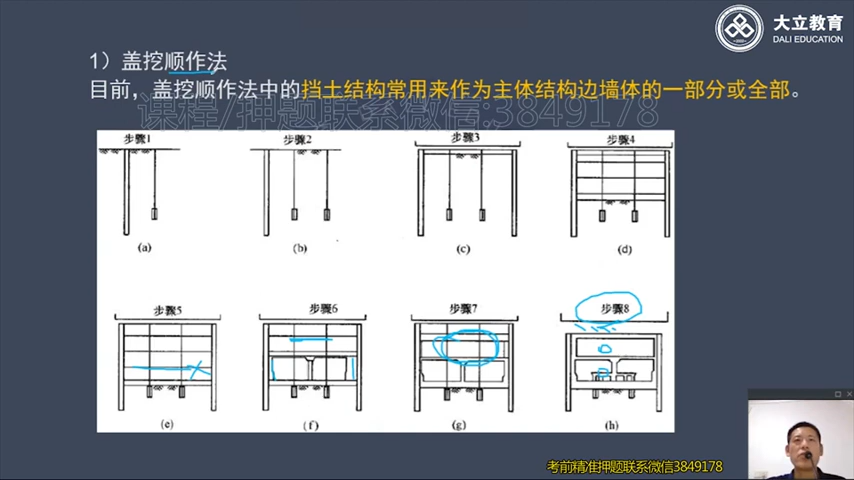 大立教育
DALI EDUCATION
1）盖挖顺作法
目前，盖挖顺作法中的挡土结构常用来作为主体结构边墙体的一部分或全部。
课程/押题联系微信:3849178
步骤1 步骤2 步骤3 步骤4
(a) (b) (c) (d)
步骤5 步骤6 步骤7 步骤8
(e) (f) (g) (h)
考前精准押题联系微信3849178